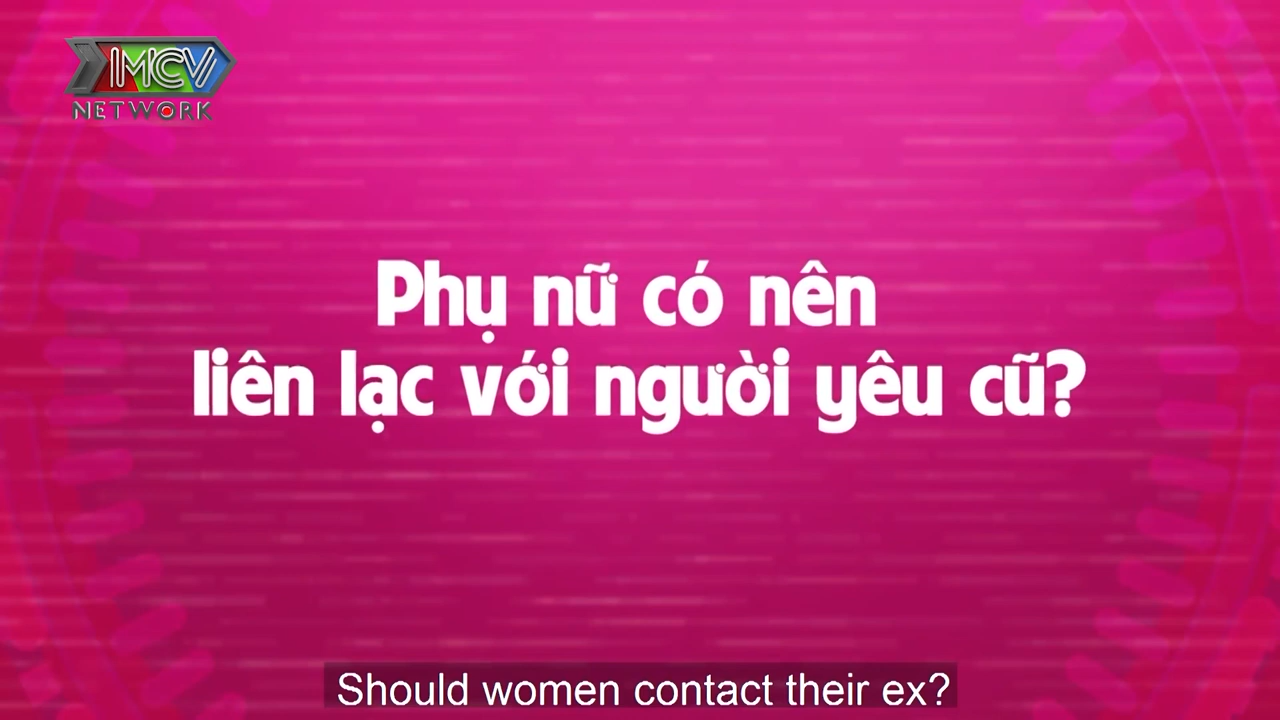 MCV
NETWORK
Phụ nữ có nên
liên lạc với người yêu cũ?
Should women contact their ex?